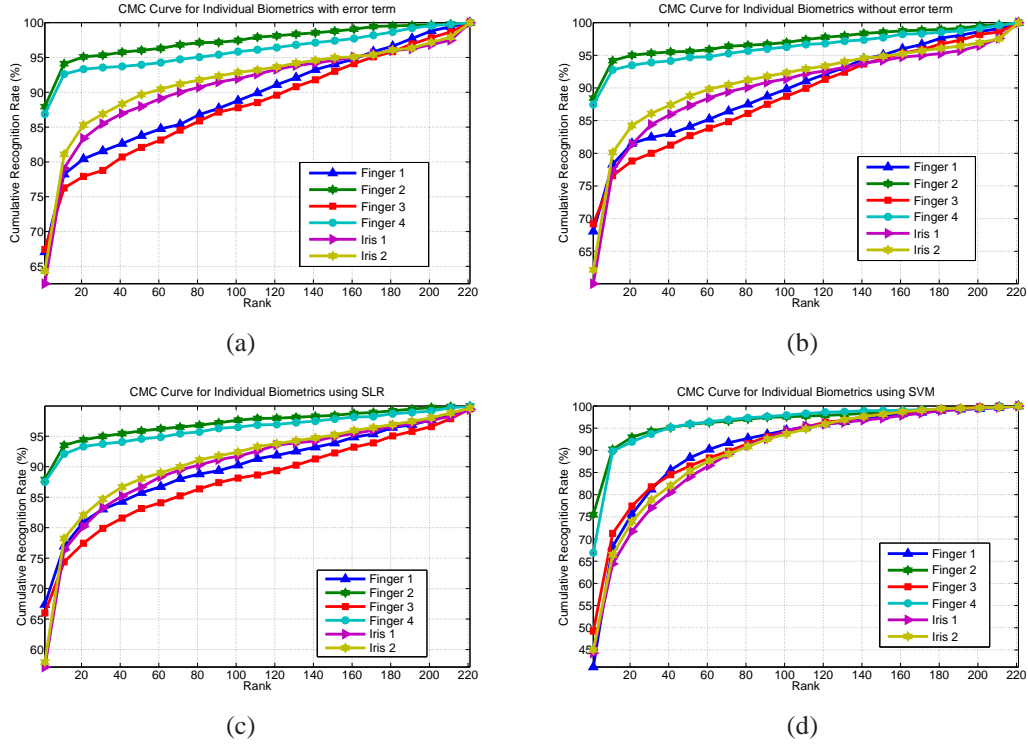 CMC Curve for Individual Biometrics with error term
Cumulative Recognition Rate (%)
100
95
90
85
80
75
70
65
20 40 60 80 100 120 140 160 180 200 220
Rank
Finger 1
Finger 2
Finger 3
Finger 4
Iris 1
Iris 2
(a)
CMC Curve for Individual Biometrics without error term
Cumulative Recognition Rate (%)
100
95
90
85
80
75
70
65
20 40 60 80 100 120 140 160 180 200 220
Rank
Finger 1
Finger 2
Finger 3
Finger 4
Iris 1
Iris 2
(b)
CMC Curve for Individual Biometrics using SLR
Cumulative Recognition Rate (%)
95
90
85
80
75
70
65
60
20 40 60 80 100 120 140 160 180 200 220
Rank
Finger 1
Finger 2
Finger 3
Finger 4
Iris 1
Iris 2
(c)
CMC Curve for Individual Biometrics using SVM
Cumulative Recognition Rate (%)
100
95
90
85
80
75
70
65
60
55
50
45
20 40 60 80 100 120 140 160 180 200 220
Rank
Finger 1
Finger 2
Finger 3
Finger 4
Iris 1
Iris 2
(d)